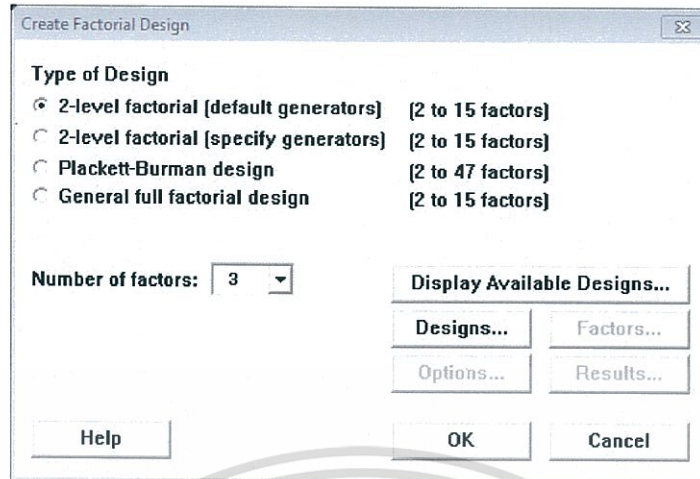 Create Factorial Design
Type of Design
2-level factorial (default generators) (2 to 15 factors)
2-level factorial (specify generators) (2 to 15 factors)
Plackett-Burman design (2 to 47 factors)
General full factorial design (2 to 15 factors)
Number of factors: 3
Display Available Designs...
Designs... Factors...
Options... Results...
Help OK Cancel